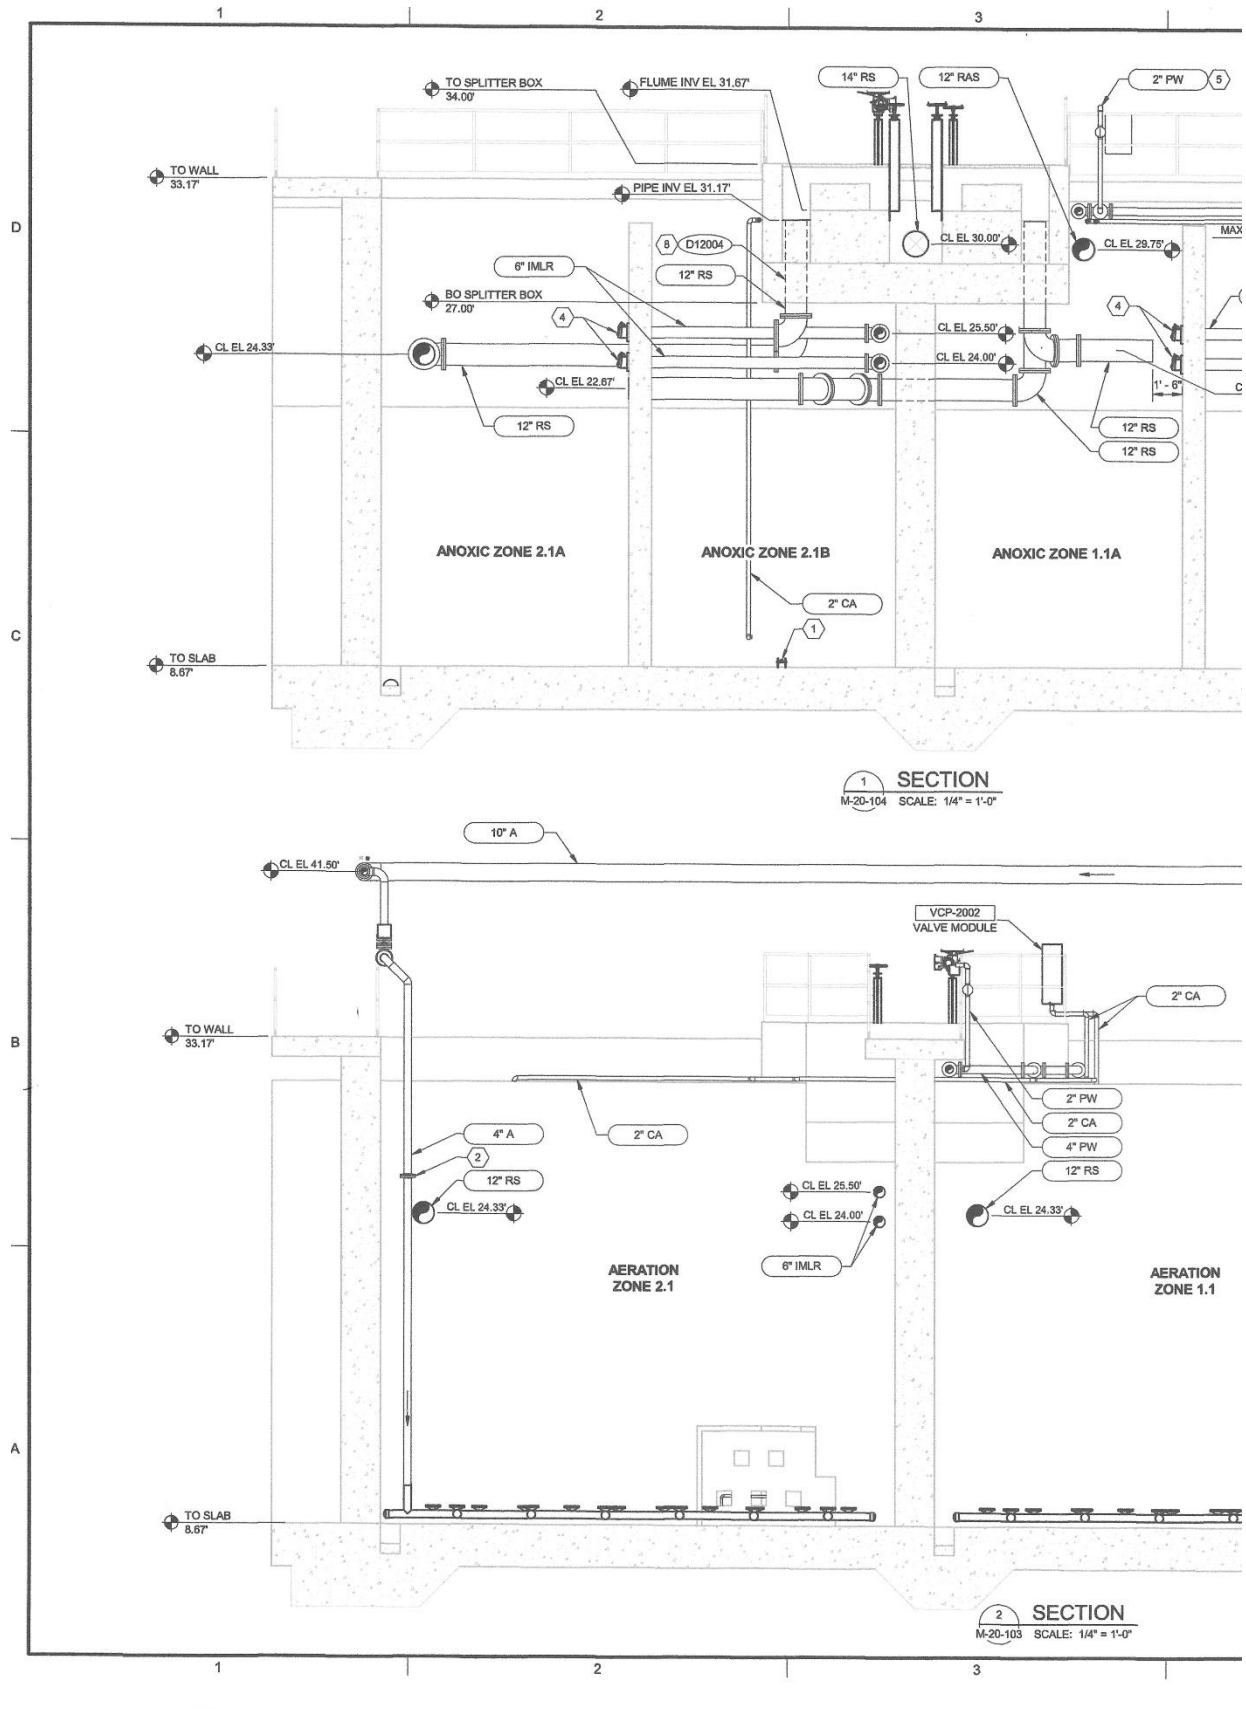 1
2
3
TO SPLITTER BOX
34.00'
FLUME INV EL 31.67'
14" RS
12" RAS
2" PW
5
TO WALL
33.17'
PIPE INV EL 31.17'
D
8
D12004
CL EL 30.00'
CL EL 29.75'
MAX
6" IMLR
12" RS
BO SPLITTER BOX
27.00'
4
4
CL EL 25.50'
CL EL 24.33'
CL EL 24.00'
CL EL 22.67'
1' - 6"
C
12" RS
12" RS
12" RS
ANOXIC ZONE 2.1A
ANOXIC ZONE 2.1B
ANOXIC ZONE 1.1A
2" CA
1
C
TO SLAB
8.67'
1
SECTION
M-20-104
SCALE: 1/4" = 1'-0"
10" A
CL EL 41.50'
VCP-2002
VALVE MODULE
2" CA
TO WALL
33.17'
B
2" PW
2" CA
4" PW
12" RS
4" A
2" CA
2
12" RS
CL EL 24.33'
CL EL 25.50'
CL EL 24.00'
CL EL 24.33'
6" IMLR
AERATION
ZONE 2.1
AERATION
ZONE 1.1
A
TO SLAB
8.67'
2
SECTION
M-20-103
SCALE: 1/4" = 1'-0"
1
2
3